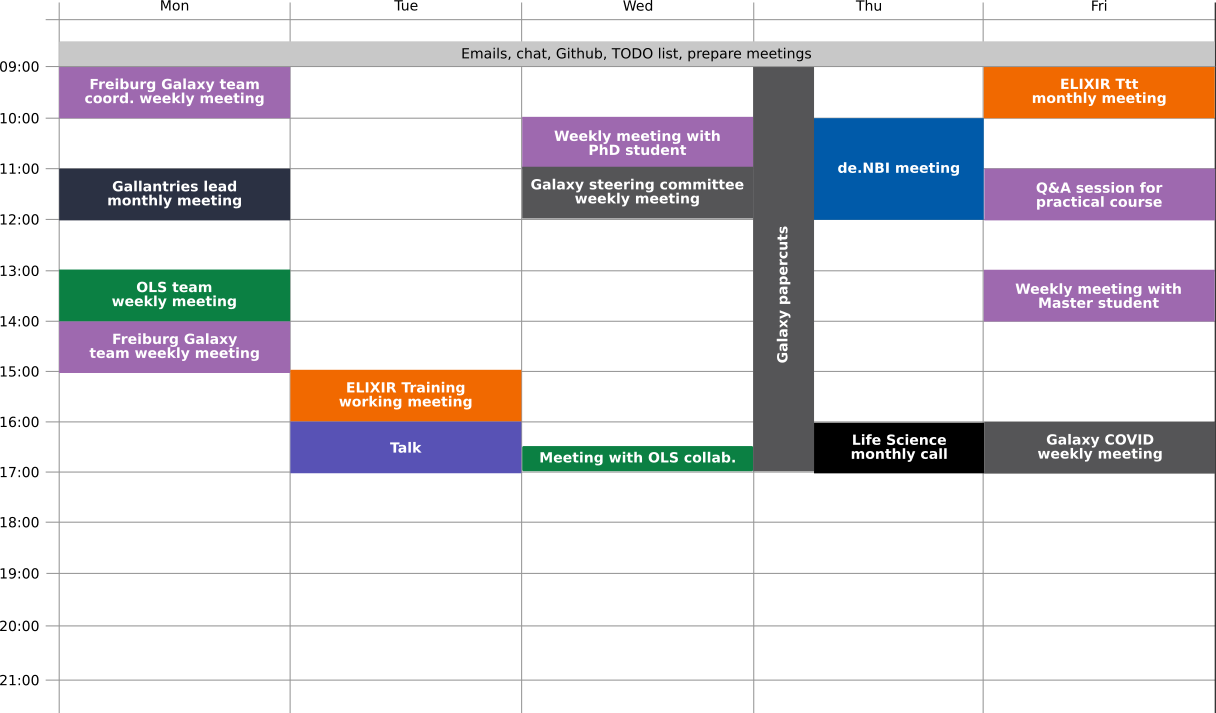 Mon Tue Wed Thu Fri
Emails, chat, Github, TODO list, prepare meetings
09:00
Freiburg Galaxy team
coord. weekly meeting
ELIXIR Ttt
monthly meeting
10:00
Weekly meeting with
PhD student
de.NBI meeting
11:00
Gallantries lead
monthly meeting
Galaxy steering committee
weekly meeting
Q&A session for
practical course
12:00
Galaxy papercuts
13:00
OLS team
weekly meeting
Weekly meeting with
Master student
14:00
Freiburg Galaxy
team weekly meeting
15:00
ELIXIR Training
working meeting
16:00
Talk
Meeting with OLS collab.
Life Science
monthly call
Galaxy COVID
weekly meeting
17:00
18:00
19:00
20:00
21:00